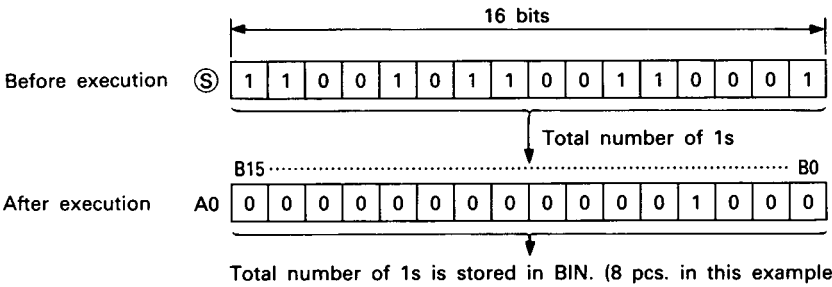 16 bits
Before execution Ⓢ 1 1 0 0 1 0 1 1 0 0 1 1 0 0 0 1
Total number of 1s
B15 B0
After execution A0 0 0 0 0 0 0 0 0 0 0 0 0 1 0 0 0
Total number of 1s is stored in BIN. (8 pcs. in this example